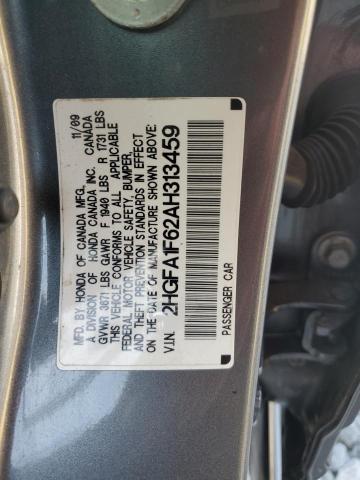 MFD. BY HONDA OF CANADA MFG. 11/09
A DIVISION OF HONDA CANADA INC. CANADA
GVWR 3671 LBS GAWR F 1940 LBS R 1731 LBS
THIS VEHICLE CONFORMS TO ALL APPLICABLE
FEDERAL MOTOR VEHICLE SAFETY, BUMPER,
AND THEFT PREVENTION STANDARDS IN EFFECT
ON THE DATE OF MANUFACTURE SHOWN ABOVE.
V.I.N. 2HGFA1F62AH313459
PASSENGER CAR